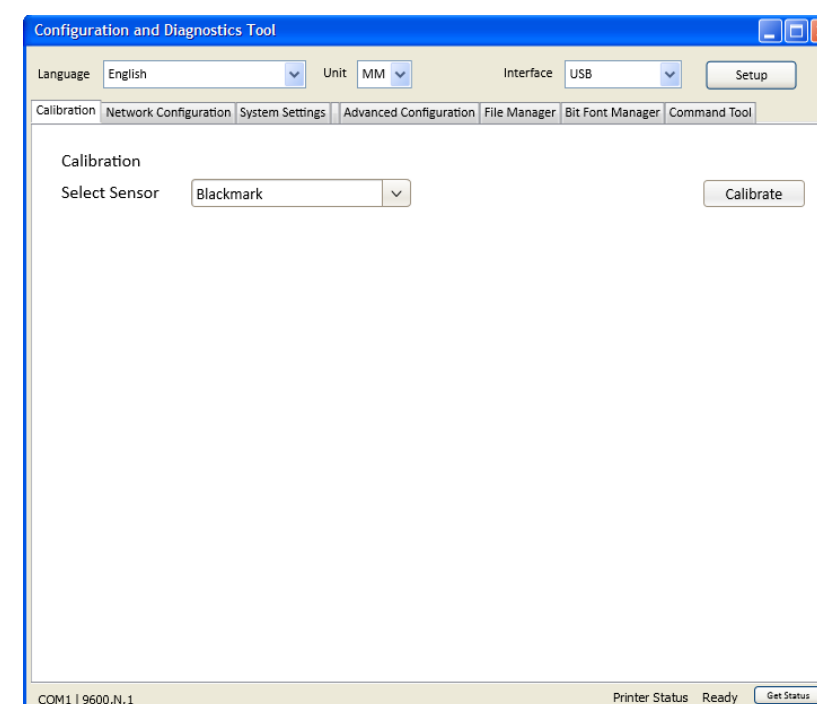 Configuration and Diagnostics Tool
Language English Unit MM Interface USB Setup
Calibration Network Configuration System Settings Advanced Configuration File Manager Bit Font Manager Command Tool
Calibration
Select Sensor Blackmark Calibrate
COM1 | 9600.N.1 Printer Status Ready Get Status